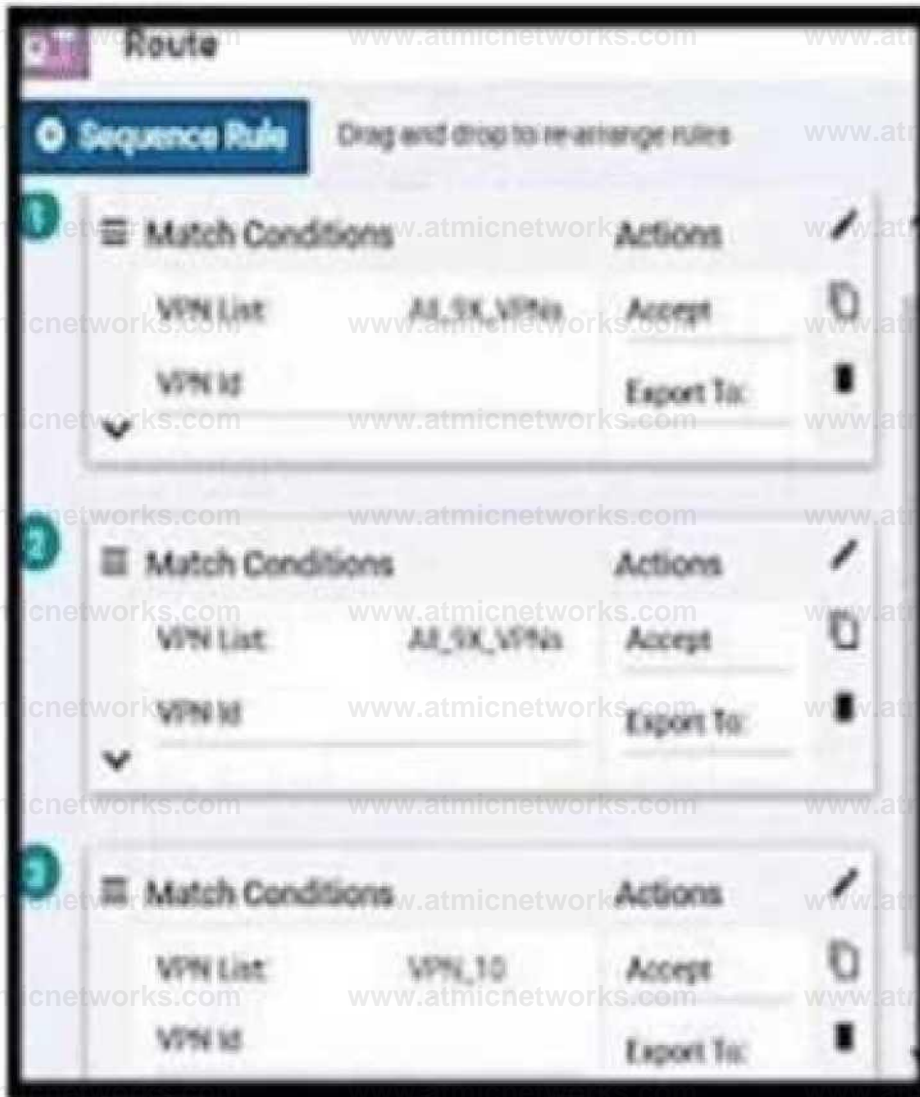 Route
Sequence Rule Drag and drop to re-arrange rules
1
Match Conditions Actions
VPN List: All_9X_VPNs Accept
VPN Id Export To:
2
Match Conditions Actions
VPN List: All_9X_VPNs Accept
VPN Id Export To:
3
Match Conditions Actions
VPN List: VPN_10 Accept
VPN Id Export To:
www.atmicnetworks.com